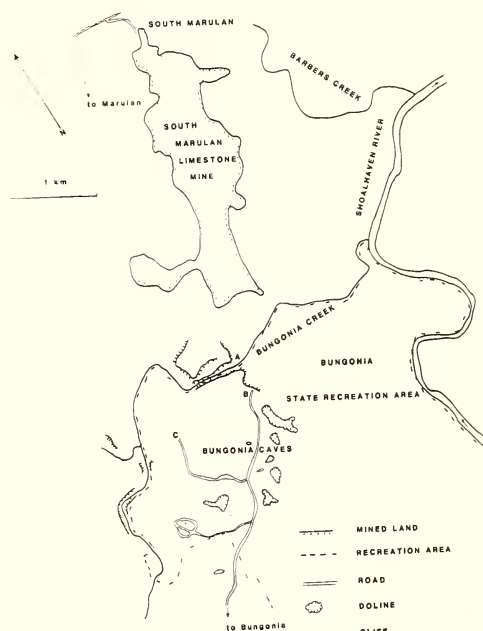 SOUTH MARULAN
BARBERS CREEK
to Marulan
N
SOUTH
MARULAN
LIMESTONE
MINE
1 km
SHOALHAVEN RIVER
BUNGONIA CREEK
A
BUNGONIA
B
STATE RECREATION AREA
C
BUNGONIA CAVES
MINED LAND
RECREATION AREA
ROAD
DOLINE
to Bungonia